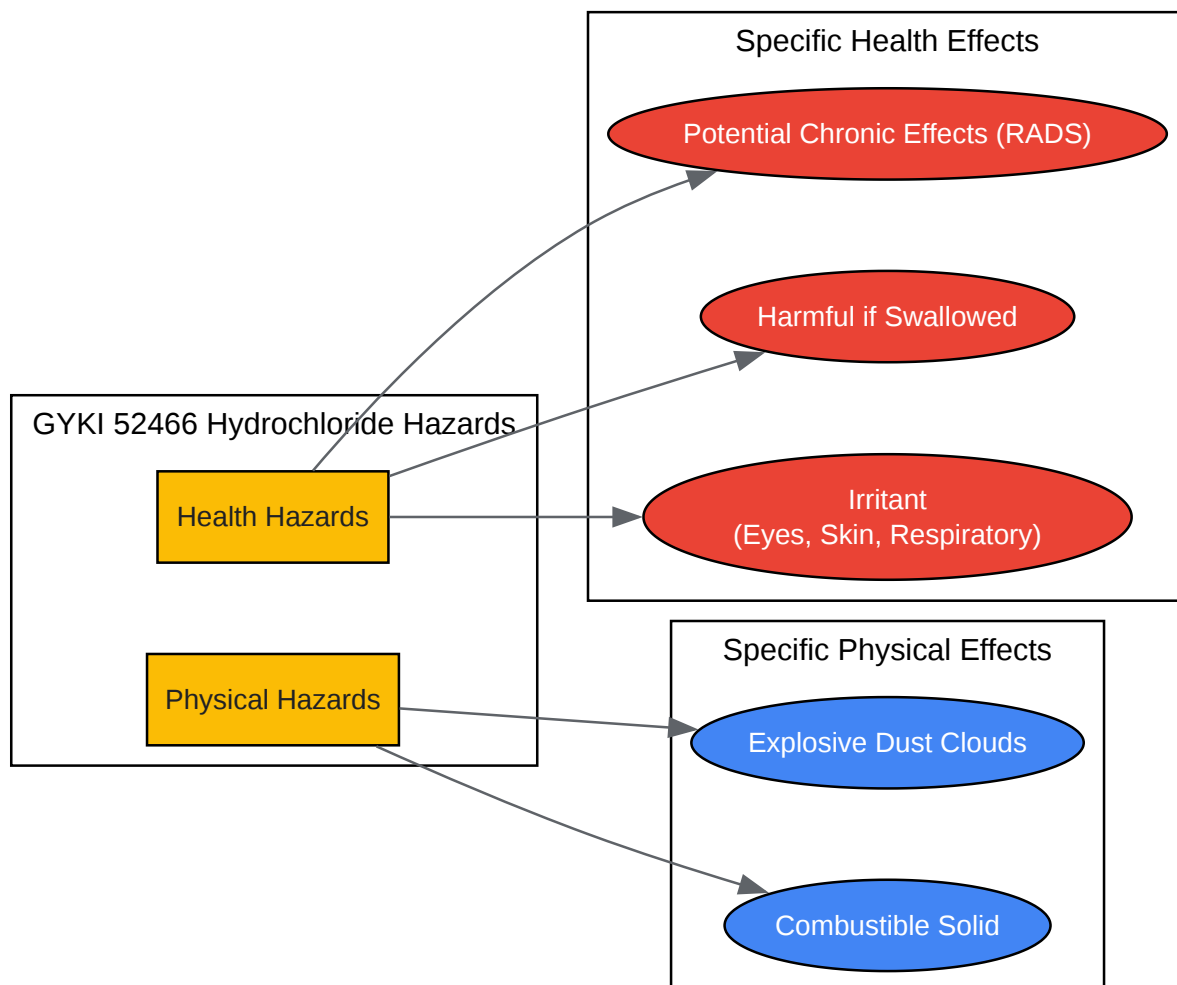 Specific Health Effects
Potential Chronic Effects (RADS)
Harmful if Swallowed
Irritant
(Eyes, Skin, Respiratory)
GYKI 52466 Hydrochloride Hazards
Health Hazards
Physical Hazards
Specific Physical Effects
Explosive Dust Clouds
Combustible Solid